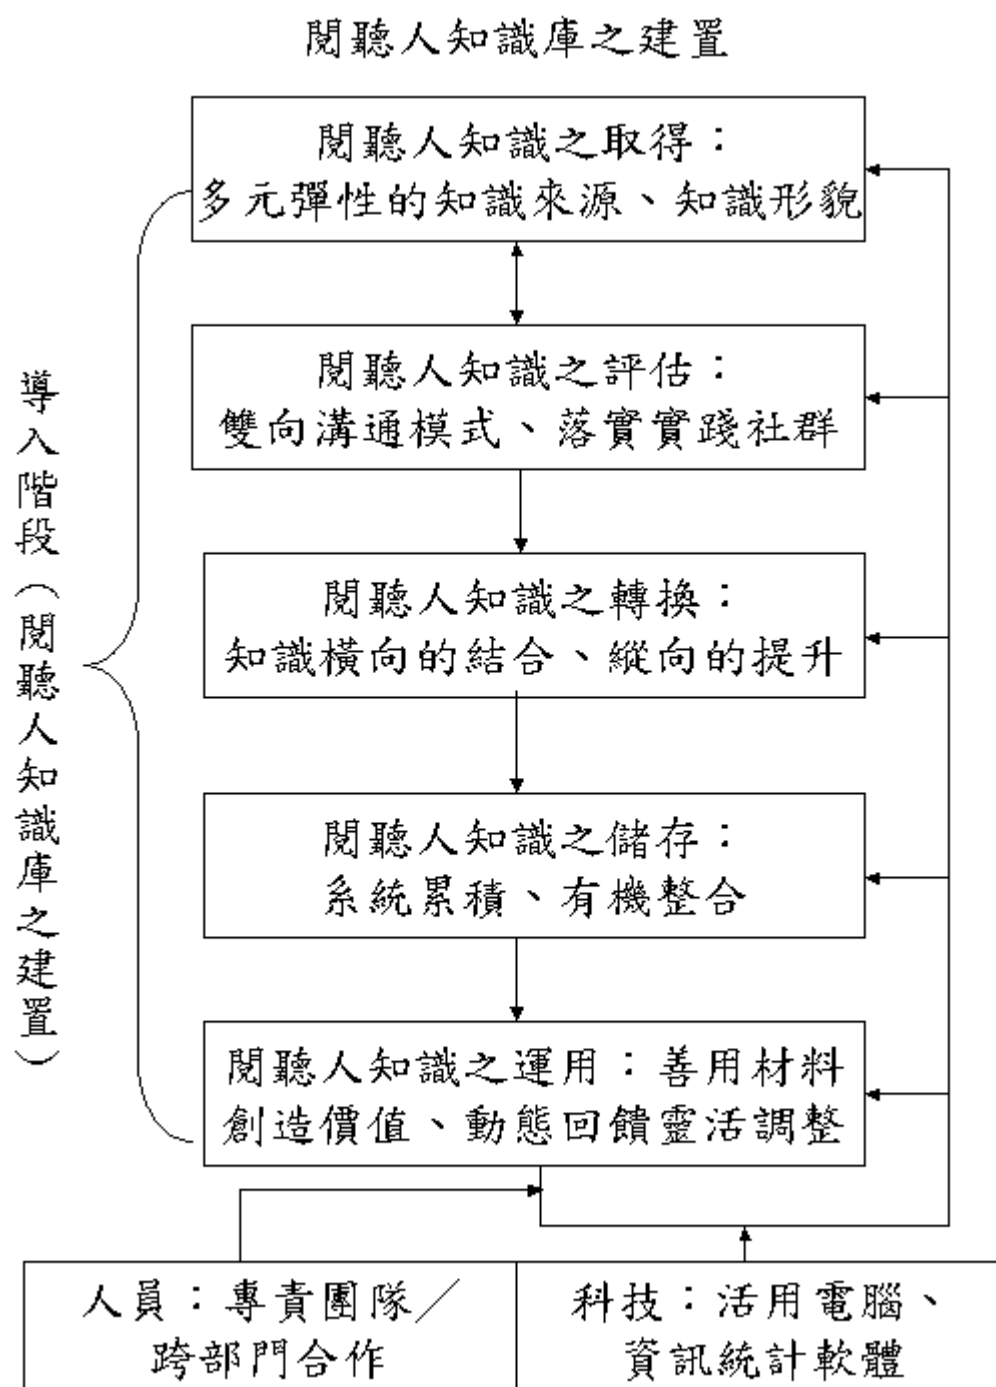 閱聽人知識庫之建置
閱聽人知識之取得：
多元彈性的知識來源、知識形貌
閱聽人知識之評估：
雙向溝通模式、落實實踐社群
導入階段（閱聽人知識庫之建置）
閱聽人知識之轉換：
知識橫向的結合、縱向的提升
閱聽人知識之儲存：
系統累積、有機整合
閱聽人知識之運用：善用材料
創造價值、動態回饋靈活調整
人員：專責團隊／
跨部門合作
科技：活用電腦、
資訊統計軟體